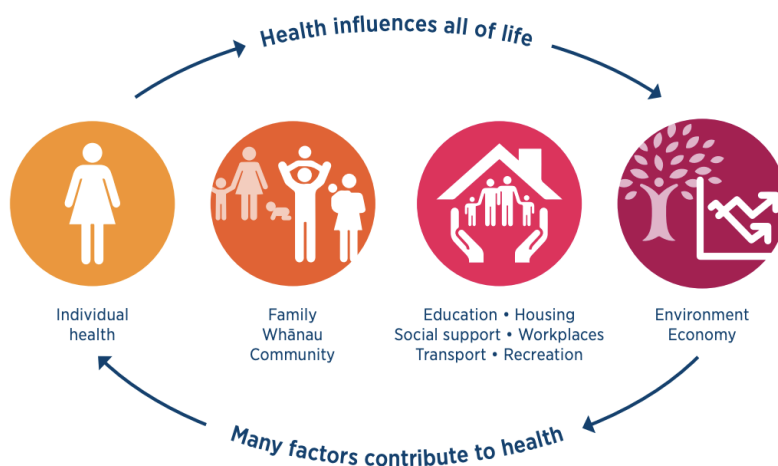 Health influences all of life
Individual
health
Family
Whānau
Community
Education • Housing
Social support • Workplaces
Transport • Recreation
Environment
Economy
Many factors contribute to health